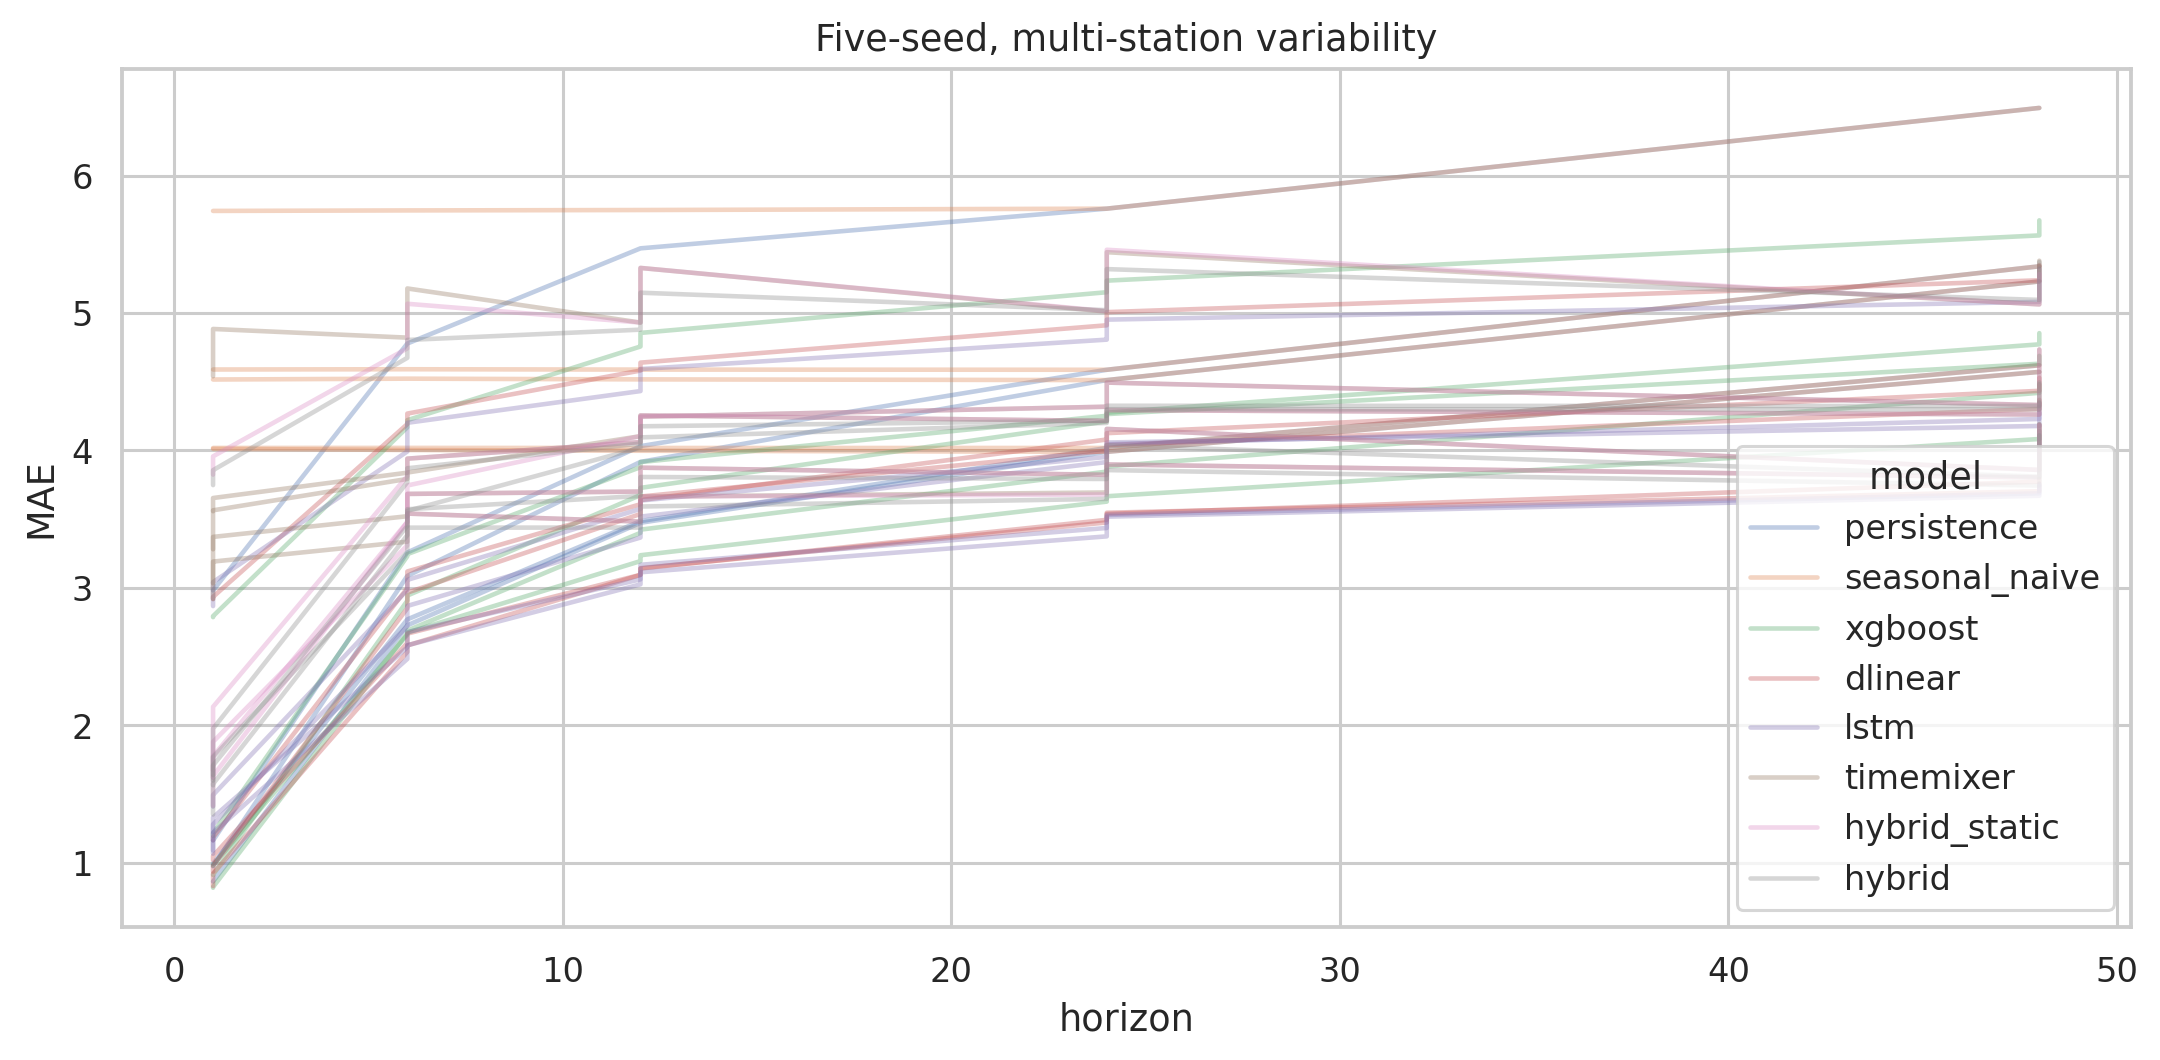 Five-seed, multi-station variability
MAE
6
5
4
3
2
1
0
10
20
30
40
50
horizon
model
persistence
seasonal_naive
xgboost
dlinear
lstm
timemixer
hybrid_static
hybrid